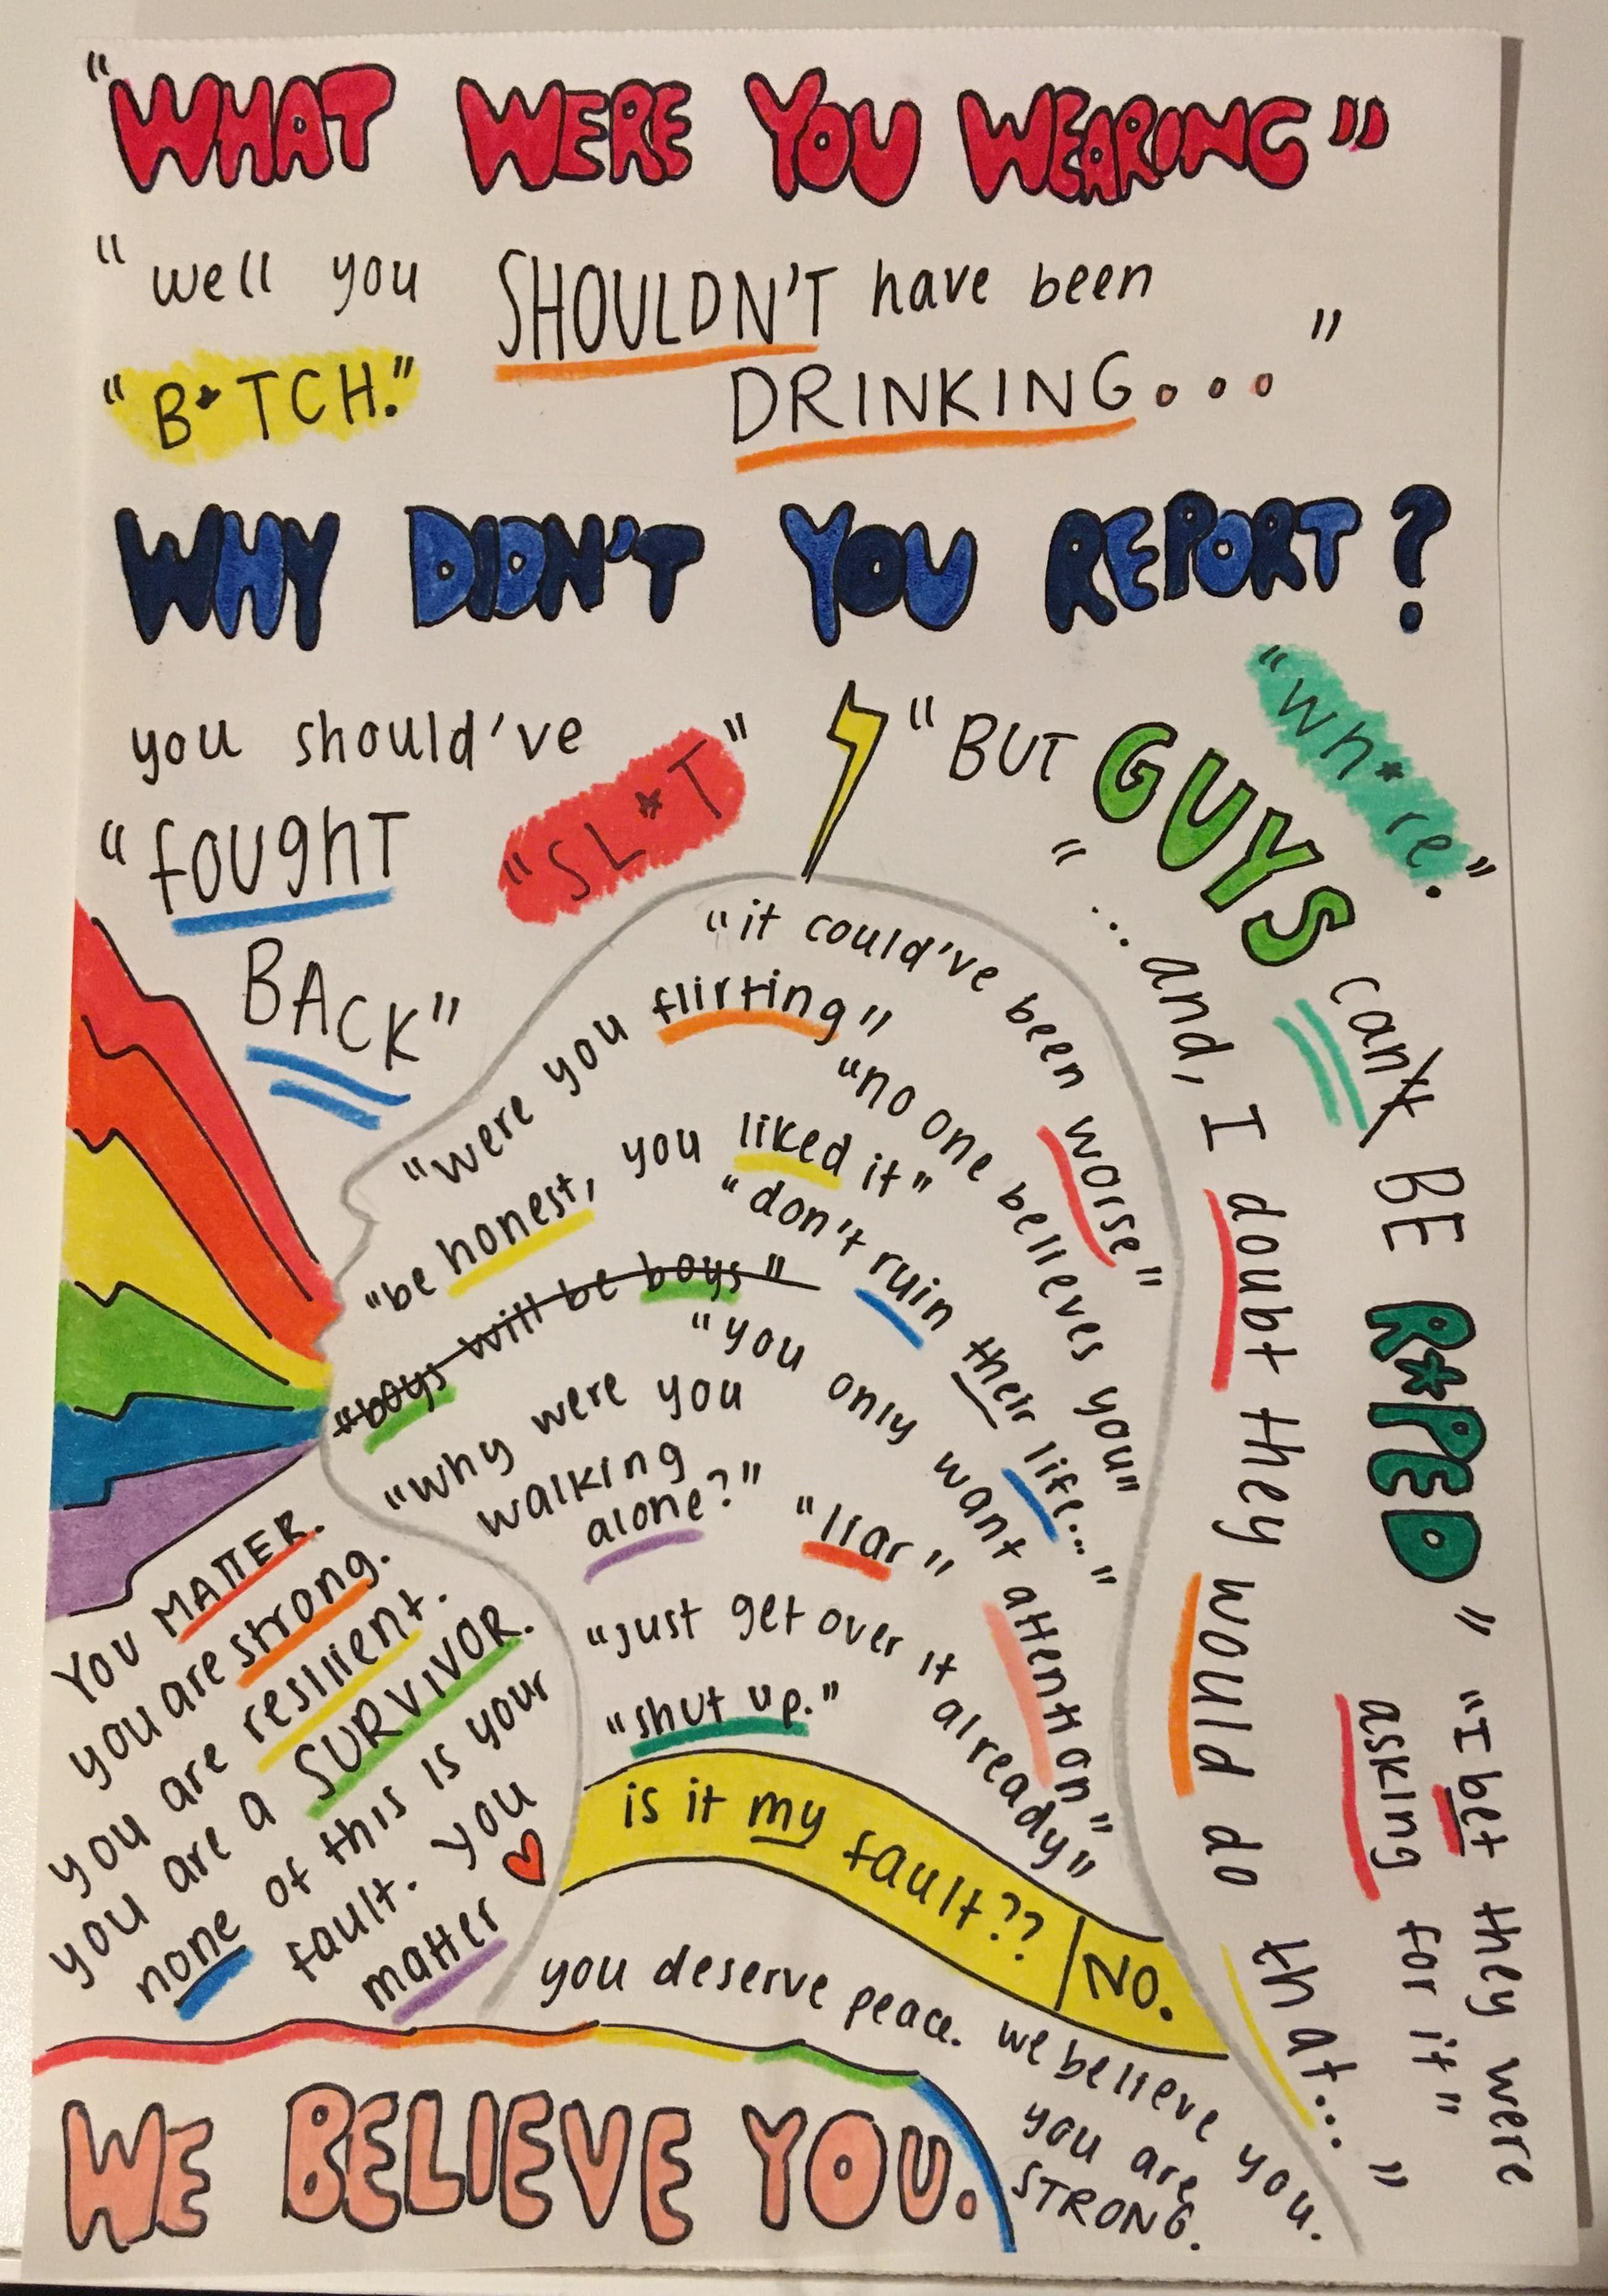 "WHAT WERE YOU WEARING"
"well you SHOULDN'T have been
DRINKING..."
"B*TCH."
WHY DIDN'T YOU REPORT?
you should've
"fought
BACK"
"SL*T"
"BUT GUYS can't BE R*PED"
"Wh*re."
"...and, I doubt they would do that..."
"I bet they were
asking for it"
"it could've been worse"
"were you flirting"
"no one believes you"
"be honest, you liked it"
"don't ruin their life..."
"boys will be boys"
"you only want attention"
"why were you
walking
alone?"
"liar"
"just get over it already"
"shut up."
is it my fault?? NO.
YOU MATTER.
you are strong.
you are resilient.
you are a SURVIVOR.
none of this is your
fault. you
matter
you deserve peace. we believe you.
you are
STRONG.
WE BELIEVE YOU.